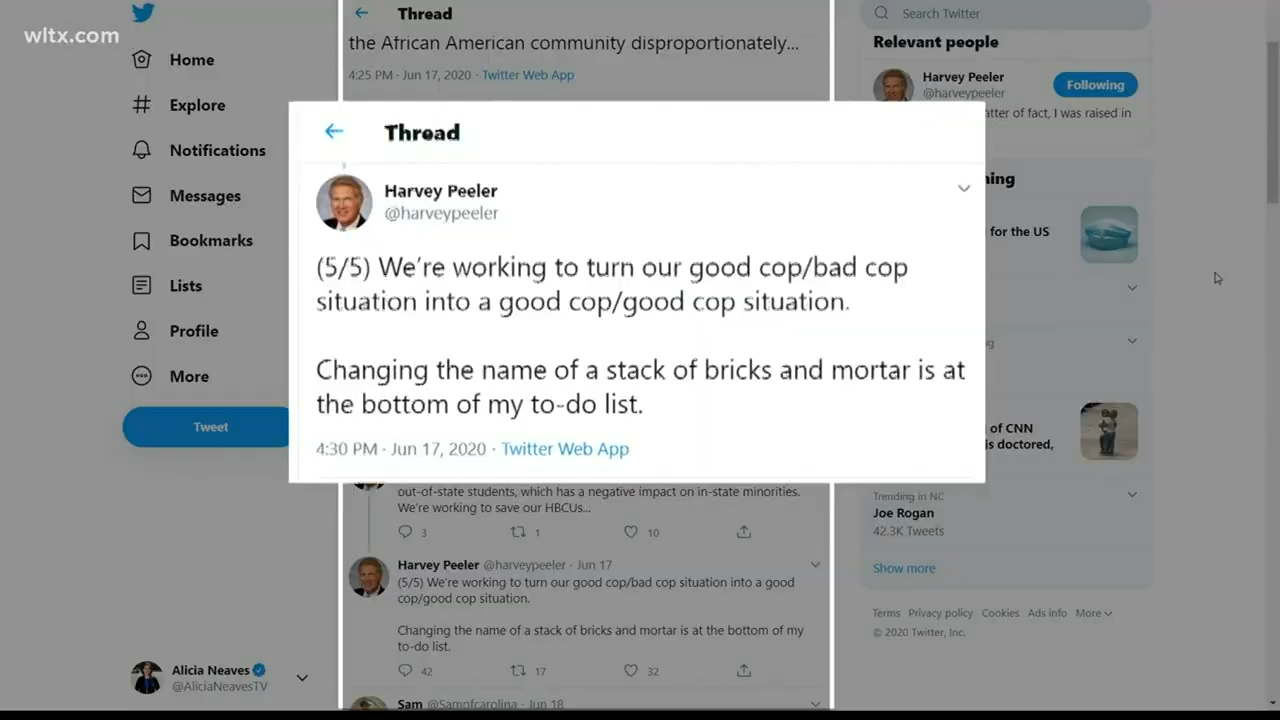 wltx.com
Home
Explore
Notifications
Messages
Bookmarks
Lists
Profile
More
Tweet
Alicia Neaves
@AliciaNeavesTV
Thread
the African American community disproportionately...
4:25 PM · Jun 17, 2020 · Twitter Web App
Thread
Harvey Peeler
@harveypeeler
(5/5) We're working to turn our good cop/bad cop
situation into a good cop/good cop situation.
Changing the name of a stack of bricks and mortar is at
the bottom of my to-do list.
4:30 PM · Jun 17, 2020 · Twitter Web App
out-of-state students, which has a negative impact on in-state minorities.
We're working to save our HBCUs...
3 1 10
Harvey Peeler @harveypeeler · Jun 17
(5/5) We're working to turn our good cop/bad cop situation into a good
cop/good cop situation.
Changing the name of a stack of bricks and mortar is at the bottom of my
to-do list.
42 17 32
Sam @Samofcarolina · Jun 18
Search Twitter
Relevant people
Harvey Peeler
@harveypeeler
Following
of fact, I was raised in
for the US
of CNN
doctored,
Trending in NC
Joe Rogan
42.3K Tweets
Show more
Terms Privacy policy Cookies Ads info More
© 2020 Twitter, Inc.